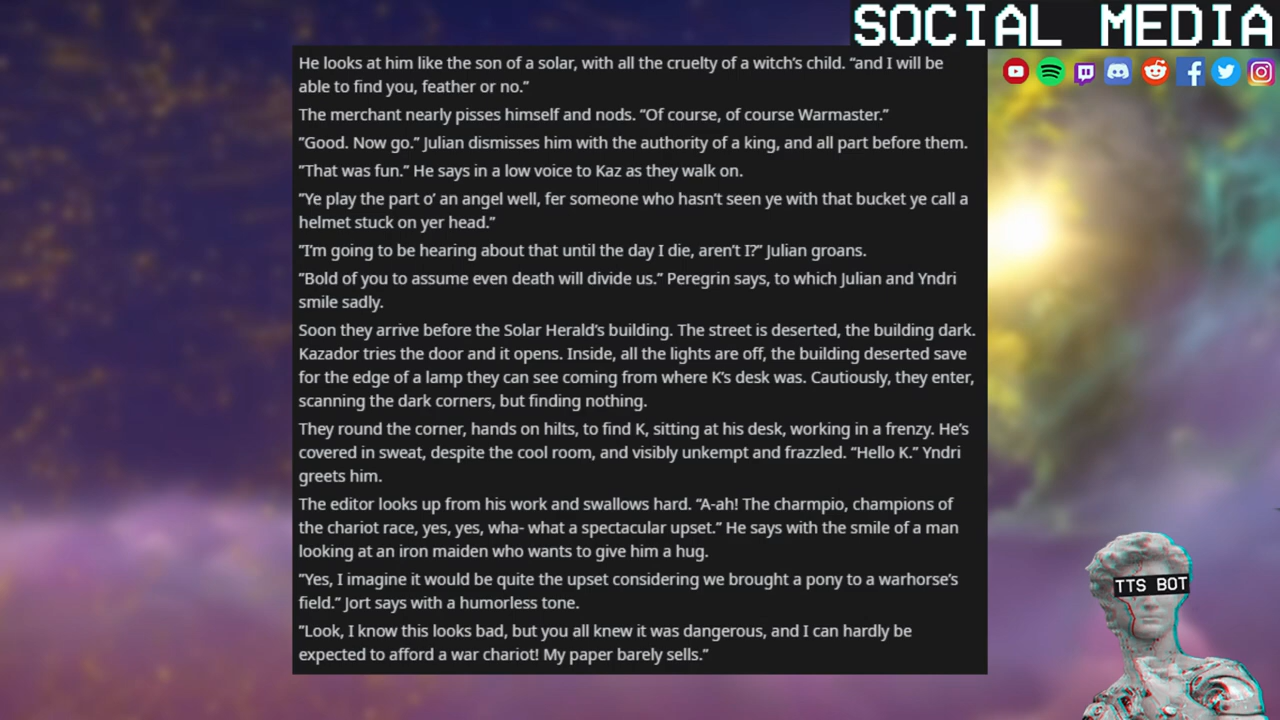 SOCIAL MEDIA
He looks at him like the son of a solar, with all the cruelty of a witch’s child. “and I will be
able to find you, feather or no.”
The merchant nearly pisses himself and nods. “Of course, of course Warmaster.”
“Good. Now go.” Julian dismisses him with the authority of a king, and all part before them.
“That was fun.” He says in a low voice to Kaz as they walk on.
“Ye play the part o’ an angel well, fer someone who hasn’t seen ye with that bucket ye call a
helmet stuck on yer head.”
“I’m going to be hearing about that until the day I die, aren’t I?” Julian groans.
“Bold of you to assume even death will divide us.” Peregrin says, to which Julian and Yndri
smile sadly.
Soon they arrive before the Solar Herald’s building. The street is deserted, the building dark.
Kazador tries the door and it opens. Inside, all the lights are off, the building deserted save
for the edge of a lamp they can see coming from where K’s desk was. Cautiously, they enter,
scanning the dark corners, but finding nothing.
They round the corner, hands on hilts, to find K, sitting at his desk, working in a frenzy. He’s
covered in sweat, despite the cool room, and visibly unkempt and frazzled. “Hello K.” Yndri
greets him.
The editor looks up from his work and swallows hard. “A-ah! The charmpio, champions of
the chariot race, yes, yes, wha- what a spectacular upset.” He says with the smile of a man
looking at an iron maiden who wants to give him a hug.
“Yes, I imagine it would be quite the upset considering we brought a pony to a warhorse’s
field.” Jort says with a humorless tone.
“Look, I know this looks bad, but you all knew it was dangerous, and I can hardly be
expected to afford a war chariot! My paper barely sells.”
TTS BOT